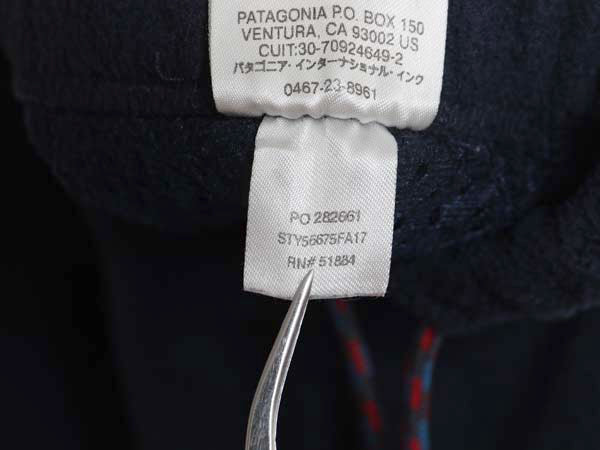 PATAGONIA P.O. BOX 150
VENTURA, CA 93002 US
CUIT:30-70924649-2
パタゴニア・インターナショナル・インク
0467-23-8961
PO 282661
STY56675FA17
RN# 51884